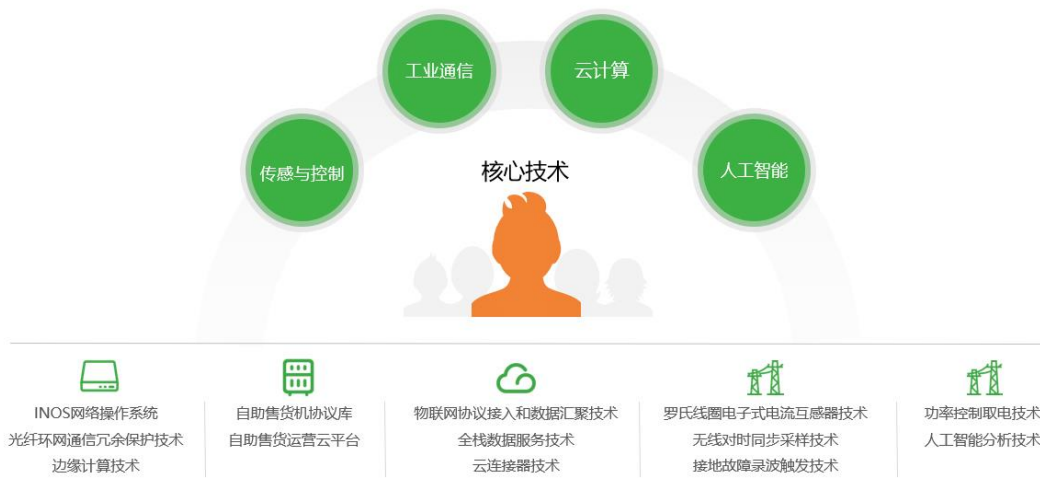 工业通信
云计算
传感与控制
人工智能
核心技术
INOS网络操作系统
光纤环网通信冗余保护技术
边缘计算技术
自助售货机协议库
自助售货运营云平台
物联网协议接入和数据汇聚技术
全栈数据服务技术
云连接器技术
罗氏线圈电子式电流互感器技术
无线对时同步采样技术
接地故障录波触发技术
功率控制取电技术
人工智能分析技术